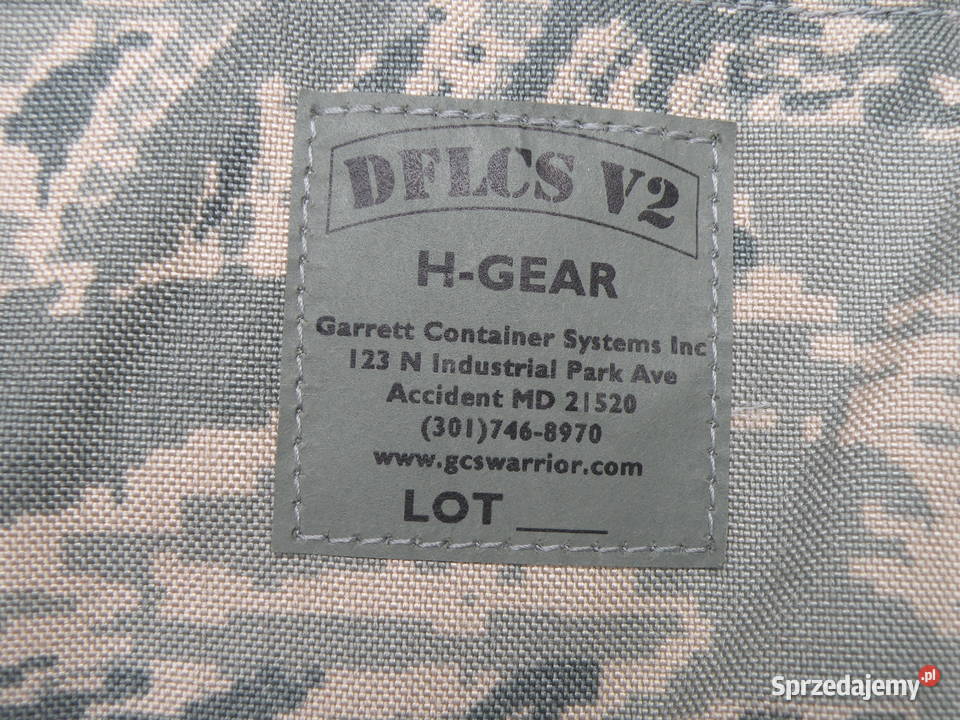 DFLCS V2
H-GEAR
Garrett Container Systems Inc
123 N Industrial Park Ave
Accident MD 21520
(301)746-8970
www.gcswarrior.com
LOT ____
Sprzedajemy.pl